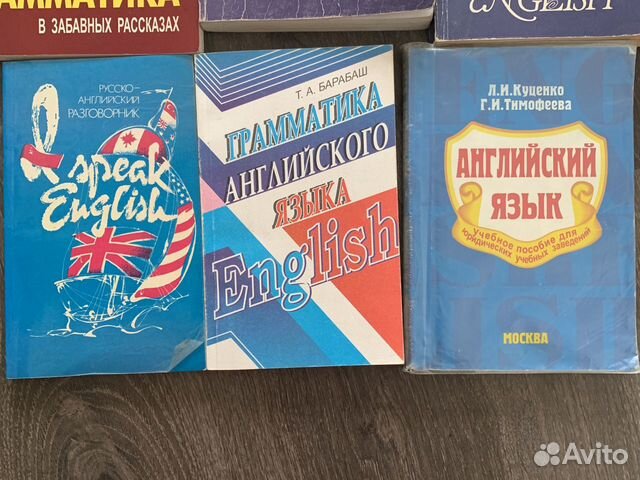 АММАТИКА
В ЗАБАВНЫХ РАССКАЗАХ
ENGLISH
РУССКО-
АНГЛИЙСКИЙ
РАЗГОВОРНИК
I speak
English
Т. А. БАРАБАШ
ГРАММАТИКА
АНГЛИЙСКОГО
ЯЗЫКА
English
Л.И.Куценко
Г.И.Тимофеева
АНГЛИЙСКИЙ
ЯЗЫК
Учебное пособие для
юридических учебных заведений
МОСКВА
Avito